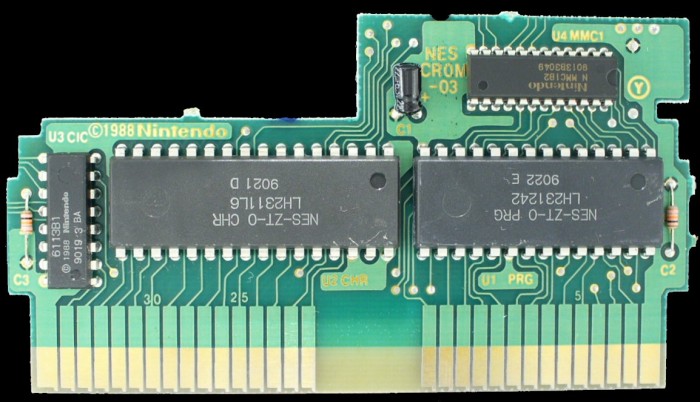 U4 MMC1
NES
CROM
-03
+
C1
Nintendo
N MMC1B2
9013B3049
Y
U3 CIC
©1988 Nintendo
6113B1
© 1988 Nintendo
9019 3 BA
NES-ZT-0 CHR
LH2311L6
9021 D
NES-ZT-0 PRG
LH231242
9022 E
C3
C2
U2 CHR
U1 PRG
30
25
5